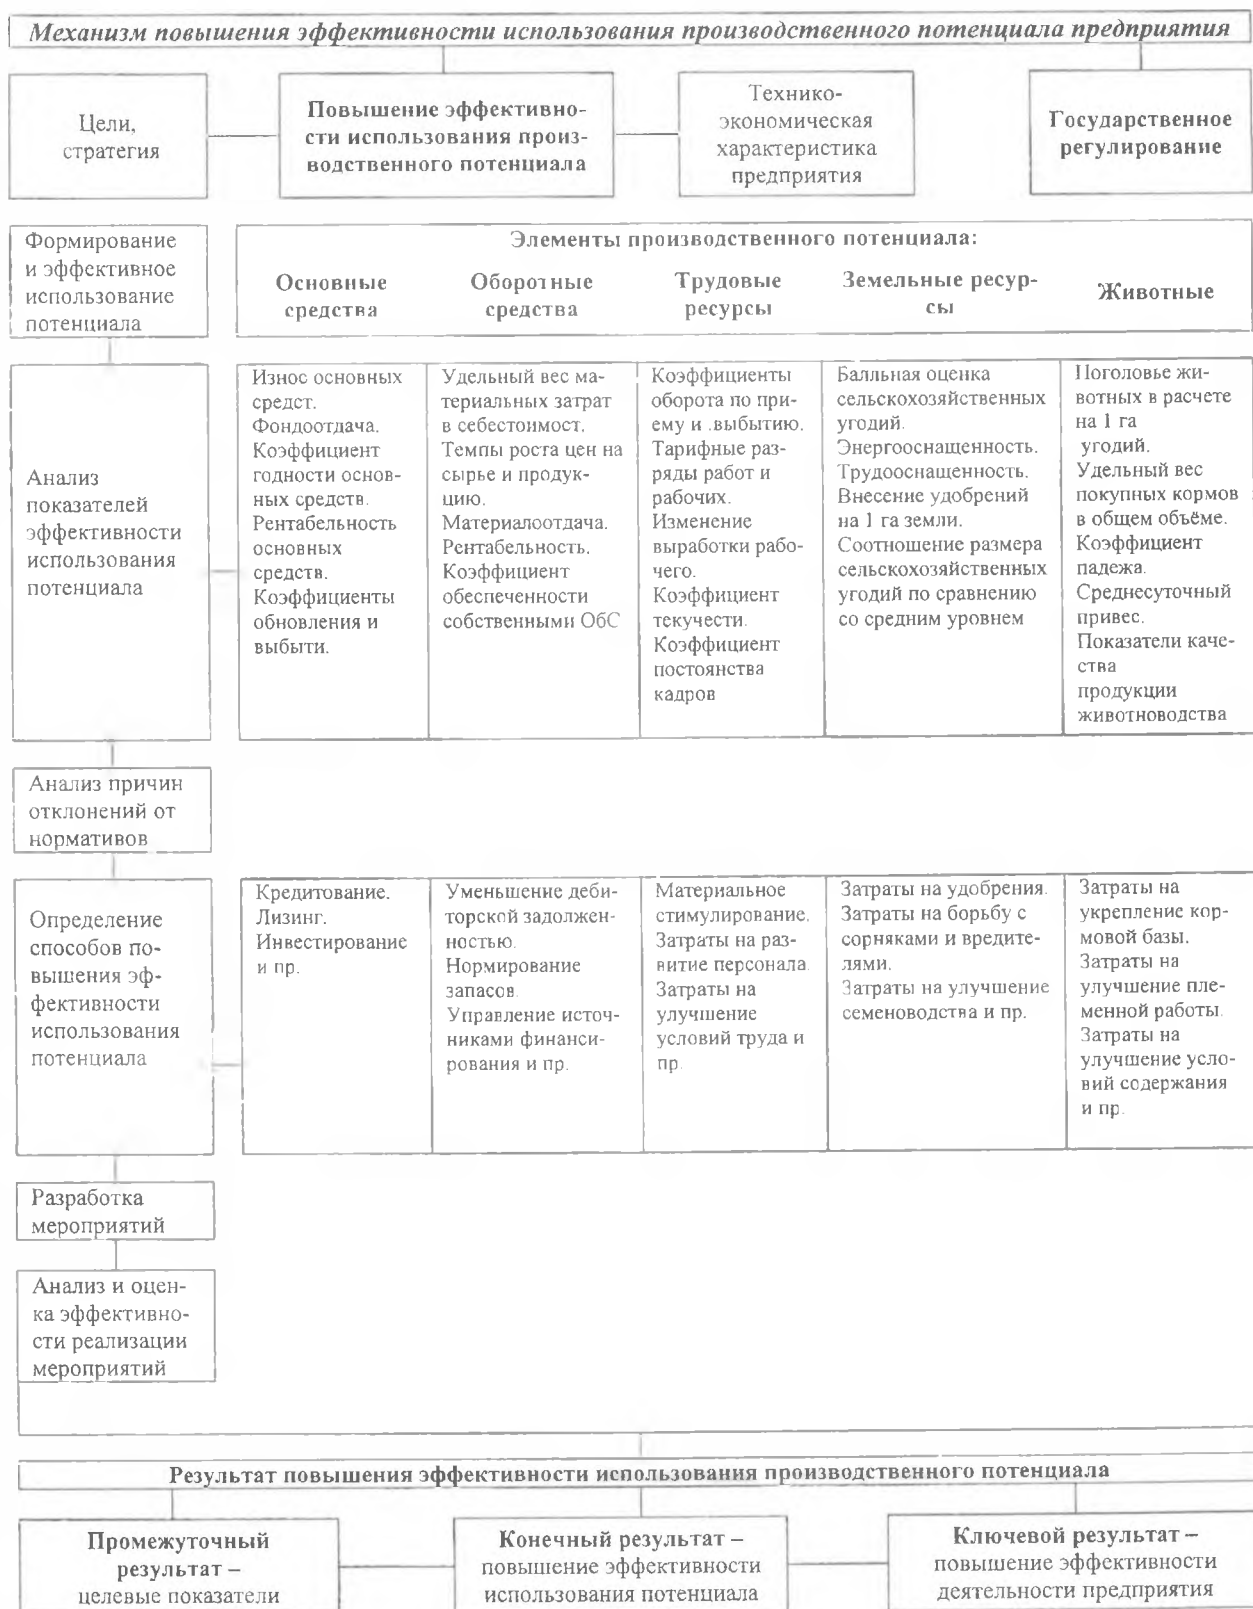 Механизм повышения эффективности использования производственного потенциала предприятия
Цели,
стратегия
Повышение эффективно-
сти использования произ-
водственного потенциала
Технико-
экономическая
характеристика
предприятия
Государственное
регулирование
Формирование
и эффективное
использование
потенциала
Элементы производственного потенциала:
Основные
средства
Оборотные
средства
Трудовые
ресурсы
Земельные ресур-
сы
Животные
Анализ
показателей
эффективности
использования
потенциала
Износ основных
средст.
Фондоотдача.
Коэффициент
годности основ-
ных средств.
Рентабельность
основных
средств.
Коэффициенты
обновления и
выбыти.
Удельный вес ма-
териальных затрат
в себестоимост.
Темпы роста цен на
сырье и продук-
цию.
Материалоотдача.
Рентабельность.
Коэффициент
обеспеченности
собственными ОбС
Коэффициенты
оборота по при-
ему и .выбытию.
Тарифные раз-
ряды работ и
рабочих.
Изменение
выработки рабо-
чего.
Коэффициент
текучести.
Коэффициент
постоянства
кадров
Балльная оценка
сельскохозяйственных
угодий.
Энергооснащенность.
Трудооснащенность.
Внесение удобрений
на 1 га земли.
Соотношение размера
сельскохозяйственных
угодий по сравнению
со средним уровнем
Поголовье жи-
вотных в расчете
на 1 га
угодий.
Удельный вес
покупных кормов
в общем объёме.
Коэффициент
падежа.
Среднесуточный
привес.
Показатели каче-
ства
продукции
животноводства
Анализ причин
отклонений от
нормативов
Определение
способов по-
вышения эф-
фективности
использования
потенциала
Кредитование.
Лизинг.
Инвестирование
и пр.
Уменьшение деби-
торской задолжен-
ностью.
Нормирование
запасов.
Управление источ-
никами финанси-
рования и пр.
Материальное
стимулирование.
Затраты на раз-
витие персонала.
Затраты на
улучшение
условий труда и
пр.
Затраты на удобрения.
Затраты на борьбу с
сорняками и вредите-
лями.
Затраты на улучшение
семеноводства и пр.
Затраты на
укрепление кор-
мовой базы.
Затраты на
улучшение пле-
менной работы.
Затраты на
улучшение усло-
вий содержания
и пр.
Разработка
мероприятий
Анализ и оцен-
ка эффективно-
сти реализации
мероприятий
Результат повышения эффективности использования производственного потенциала
Промежуточный
результат –
целевые показатели
Конечный результат –
повышение эффективности
использования потенциала
Ключевой результат –
повышение эффективности
деятельности предприятия